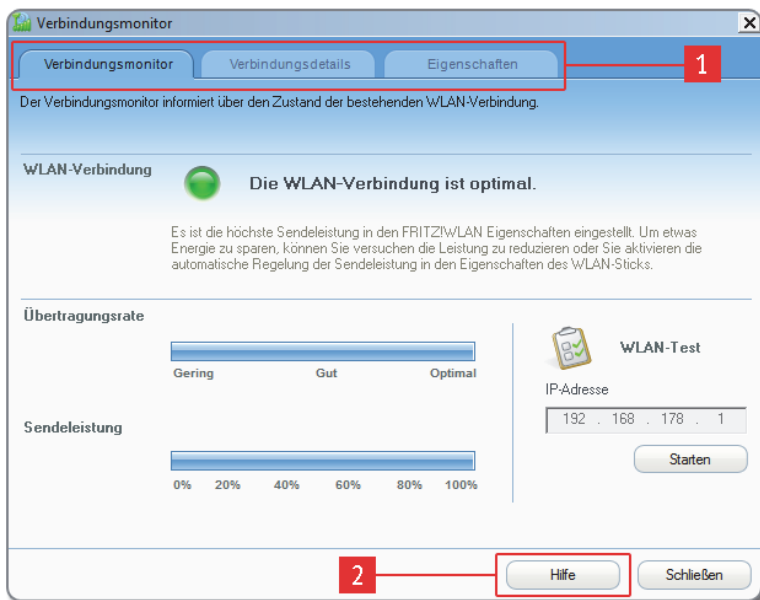 Verbindungsmonitor
Verbindungsmonitor
Verbindungsdetails
Eigenschaften
1
Der Verbindungsmonitor informiert über den Zustand der bestehenden WLAN-Verbindung.
WLAN-Verbindung
Die WLAN-Verbindung ist optimal.
Es ist die höchste Sendeleistung in den FRITZ!WLAN Eigenschaften eingestellt. Um etwas
Energie zu sparen, können Sie versuchen die Leistung zu reduzieren oder Sie aktivieren die
automatische Regelung der Sendeleistung in den Eigenschaften des WLAN-Sticks.
Übertragungsrate
Gering Gut Optimal
Sendeleistung
0% 20% 40% 60% 80% 100%
WLAN-Test
IP-Adresse
192 . 168 . 178 . 1
Starten
2
Hilfe
Schließen